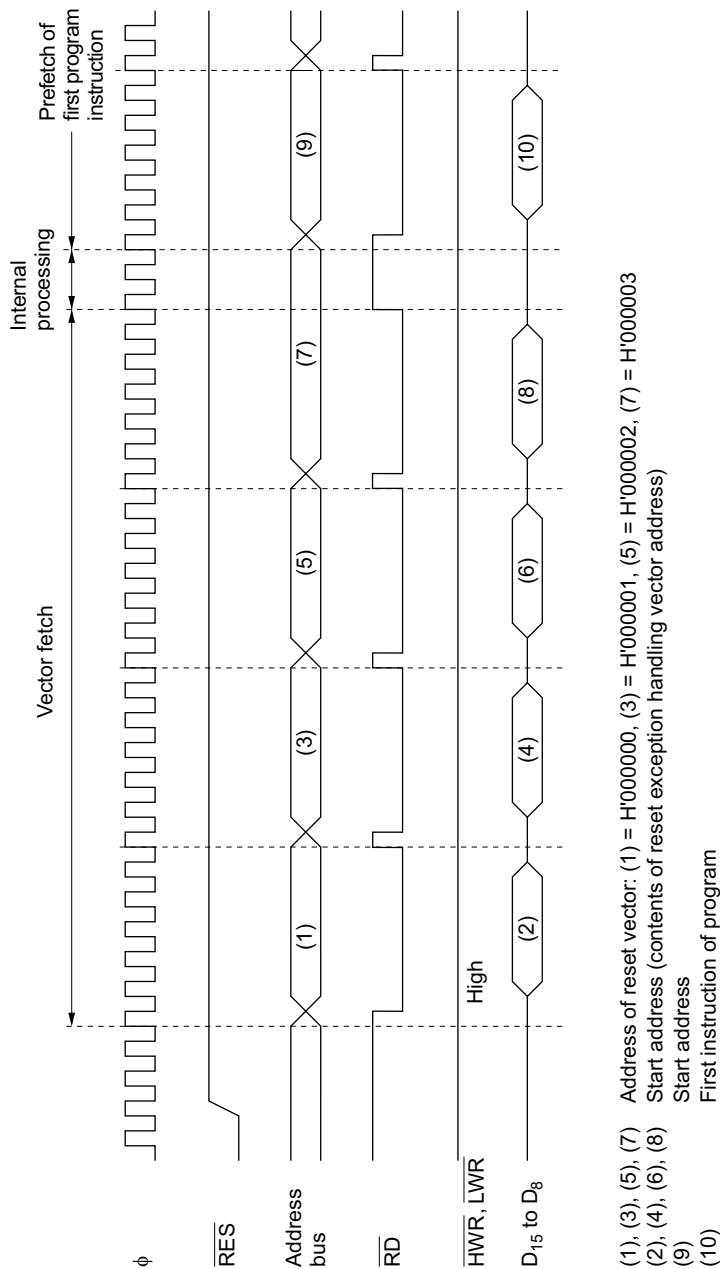 Vector fetch
Internal
processing
Prefetch of
first program
instruction
φ
RES
Address
bus
(1)
(3)
(5)
(7)
(9)
RD
HWR, LWR
High
D15 to D8
(2)
(4)
(6)
(8)
(10)
(1), (3), (5), (7) Address of reset vector: (1) = H'000000, (3) = H'000001, (5) = H'000002, (7) = H'000003
(2), (4), (6), (8) Start address (contents of reset exception handling vector address)
(9) Start address
(10) First instruction of program